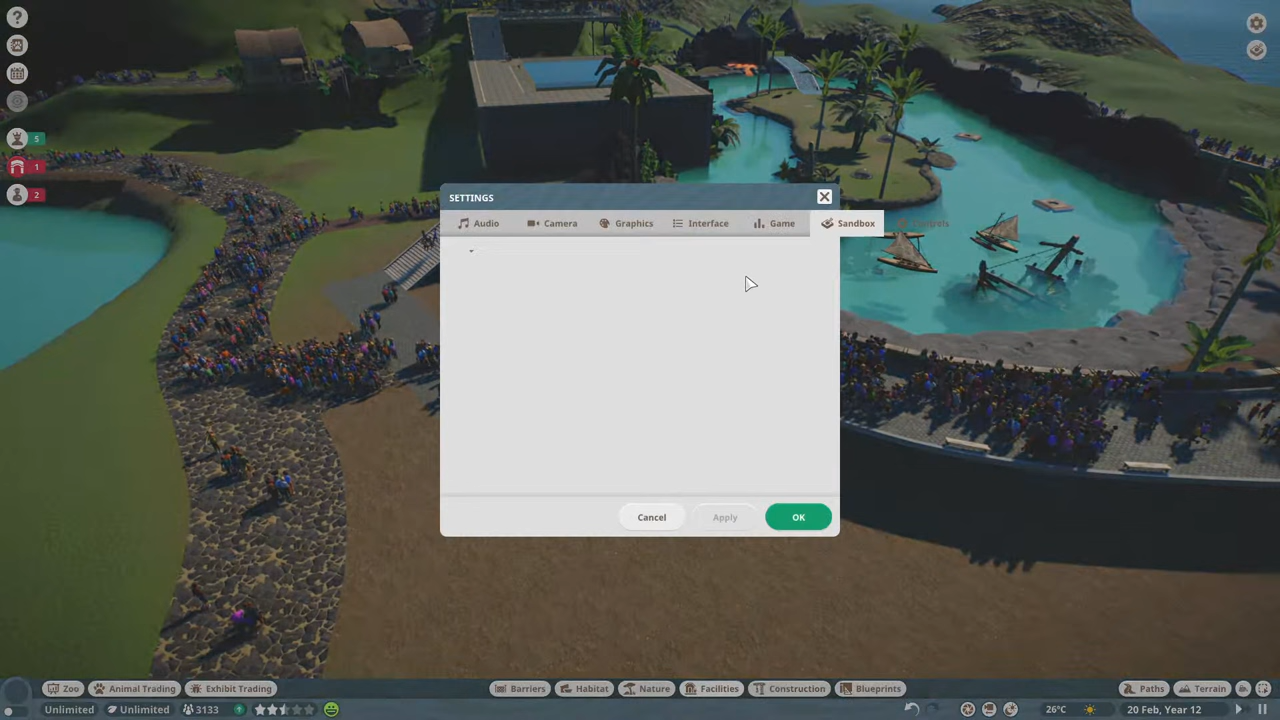 5
1
2
SETTINGS
Audio Camera Graphics Interface Game Sandbox Controls
Cancel Apply OK
Zoo Animal Trading Exhibit Trading Barriers Habitat Nature Facilities Construction Blueprints Paths Terrain
Unlimited Unlimited 3133 26°C 20 Feb, Year 12